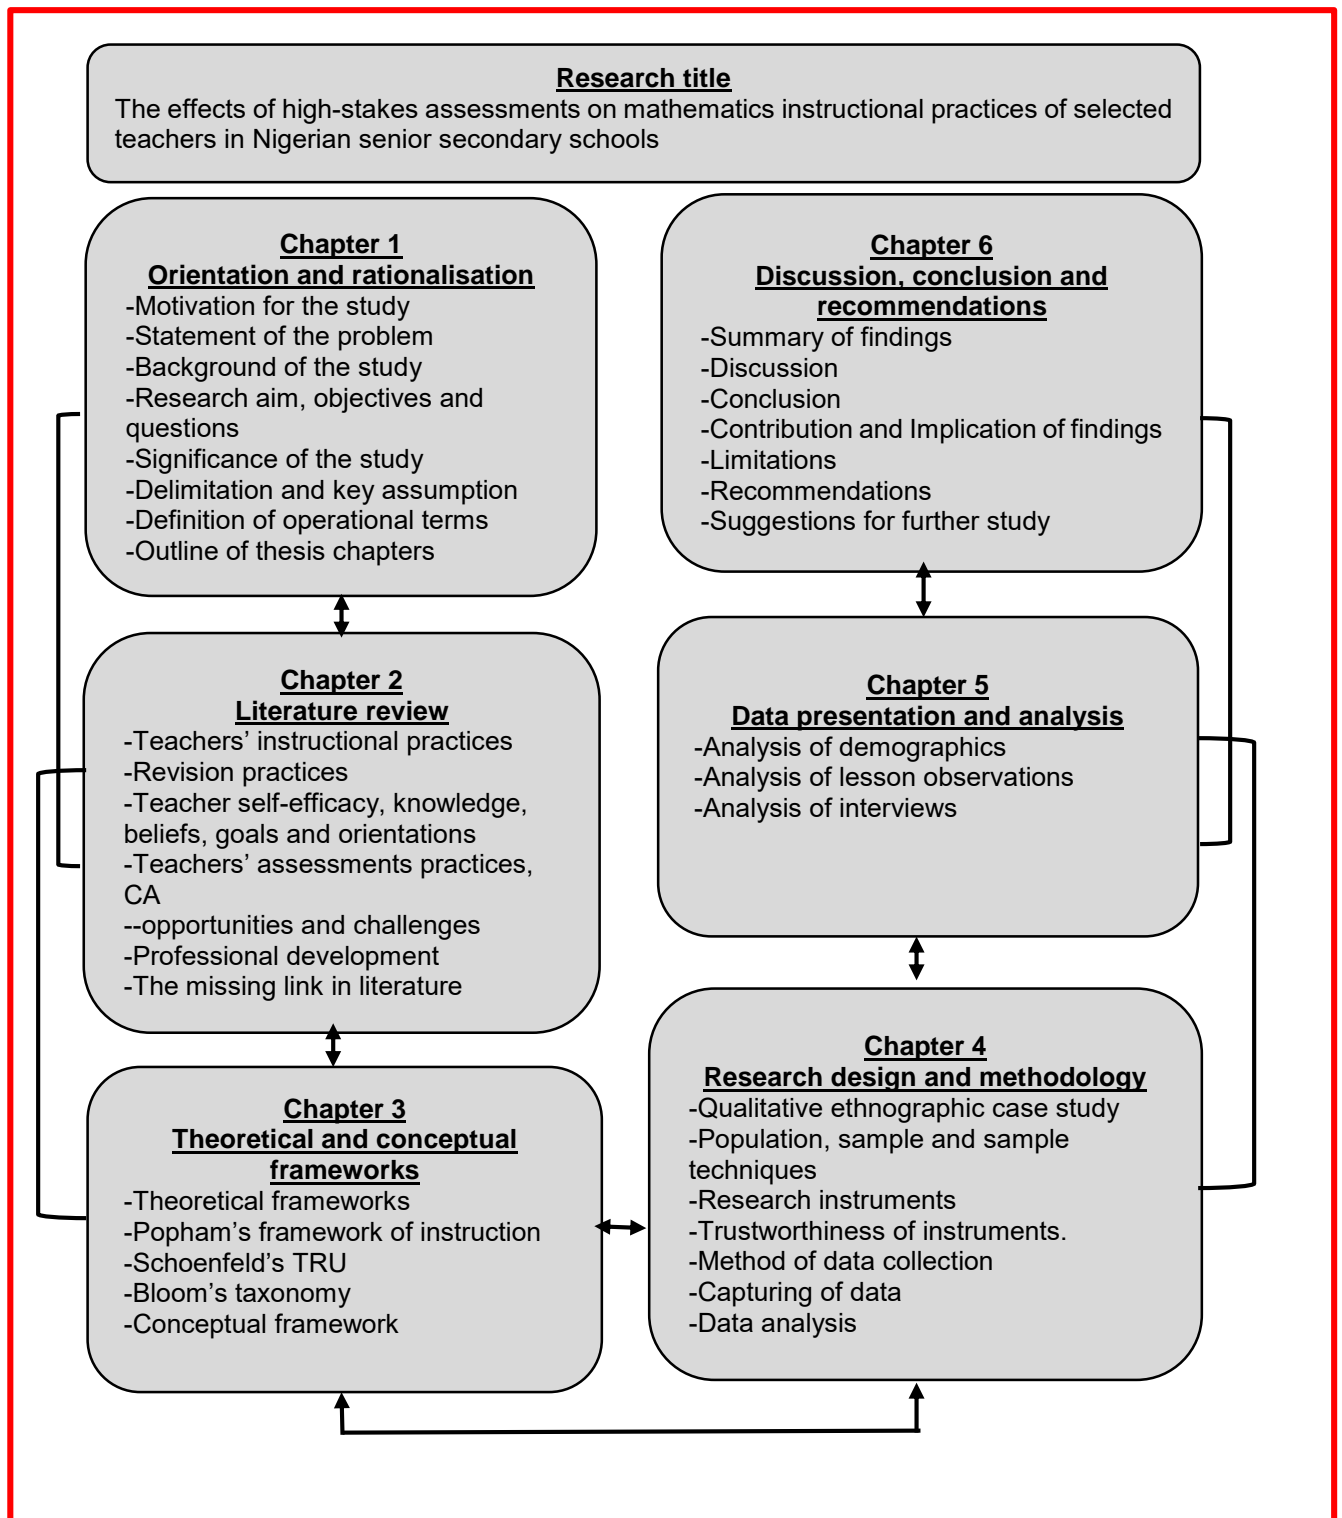 Research title
The effects of high-stakes assessments on mathematics instructional practices of selected
teachers in Nigerian senior secondary schools
Chapter 1
Orientation and rationalisation
-Motivation for the study
-Statement of the problem
-Background of the study
-Research aim, objectives and
questions
-Significance of the study
-Delimitation and key assumption
-Definition of operational terms
-Outline of thesis chapters
Chapter 2
Literature review
-Teachers’ instructional practices
-Revision practices
-Teacher self-efficacy, knowledge,
beliefs, goals and orientations
-Teachers’ assessments practices,
CA
--opportunities and challenges
-Professional development
-The missing link in literature
Chapter 3
Theoretical and conceptual
frameworks
-Theoretical frameworks
-Popham’s framework of instruction
-Schoenfeld’s TRU
-Bloom’s taxonomy
-Conceptual framework
Chapter 4
Research design and methodology
-Qualitative ethnographic case study
-Population, sample and sample
techniques
-Research instruments
-Trustworthiness of instruments.
-Method of data collection
-Capturing of data
-Data analysis
Chapter 5
Data presentation and analysis
-Analysis of demographics
-Analysis of lesson observations
-Analysis of interviews
Chapter 6
Discussion, conclusion and
recommendations
-Summary of findings
-Discussion
-Conclusion
-Contribution and Implication of findings
-Limitations
-Recommendations
-Suggestions for further study